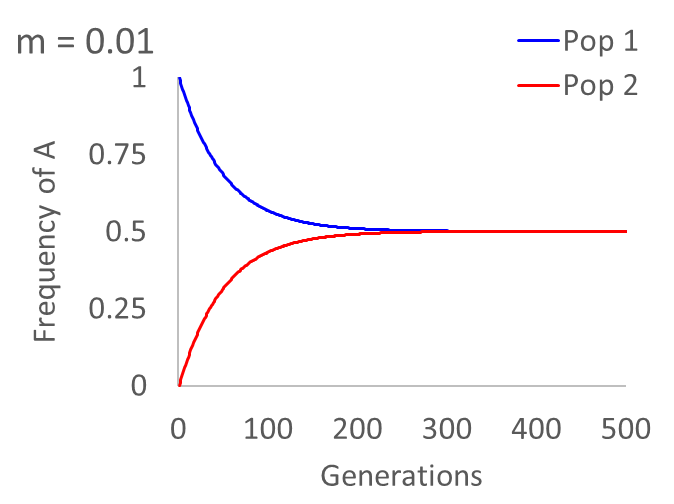 m = 0.01
Pop 1
Pop 2
Frequency of A
1
0.75
0.5
0.25
0
0 100 200 300 400 500
Generations